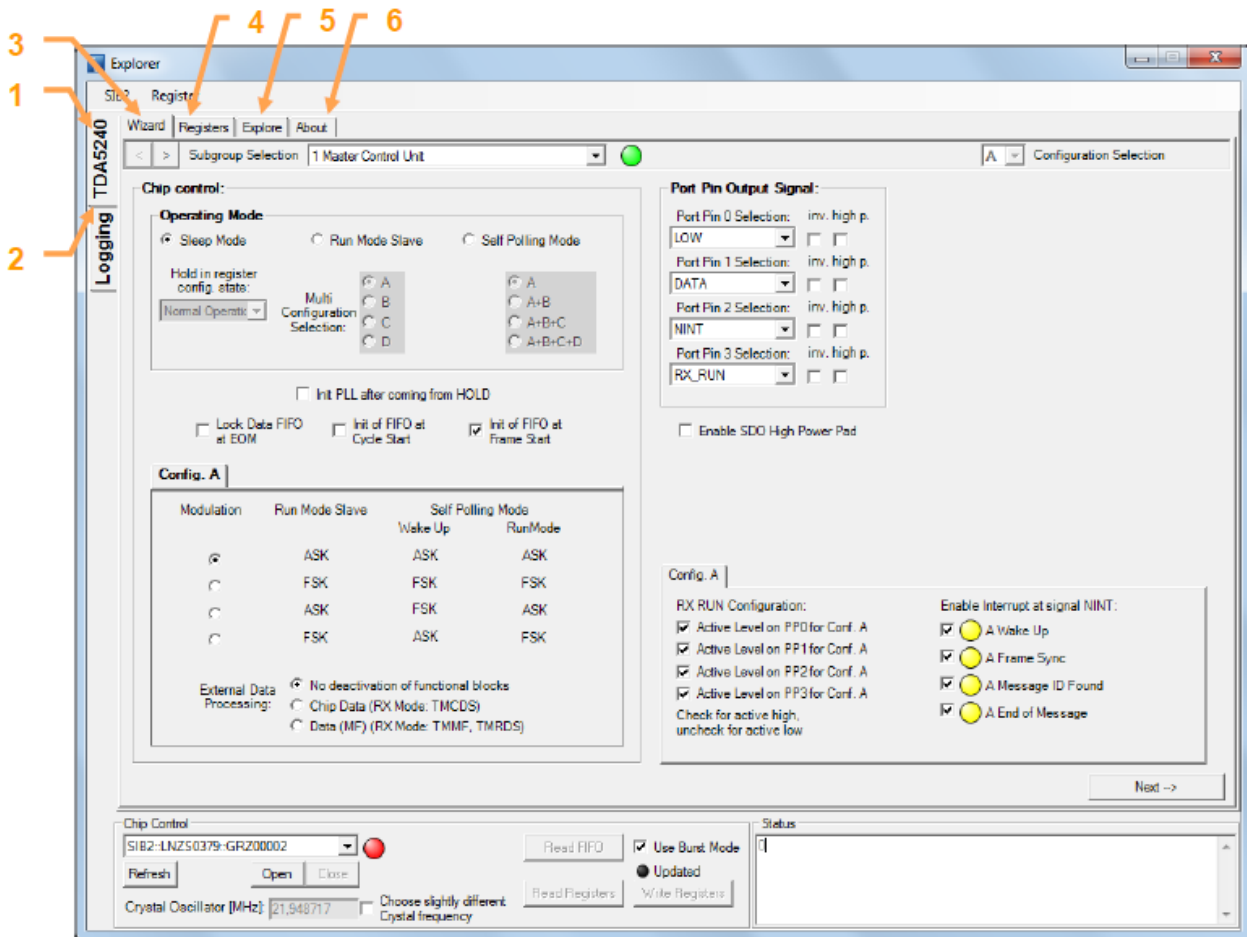 4 5 6
3
Explorer
1
SIB2 Register
TDA5240
Logging
2
Wizard Registers Explore About
< > Subgroup Selection 1 Master Control Unit A Configuration Selection
Chip control:
Operating Mode
Sleep Mode Run Mode Slave Self Polling Mode
Hold in register
config. state:
Normal Operatic
Multi
Configuration
Selection:
A
B
C
D
A
A+B
A+B+C
A+B+C+D
Init PLL after coming from HOLD
Lock Data FIFO
at EOM
Init of FIFO at
Cycle Start
Init of FIFO at
Frame Start
Config. A
Modulation Run Mode Slave Self Polling Mode
Wake Up RunMode
ASK ASK ASK
FSK FSK FSK
ASK FSK ASK
FSK ASK FSK
External Data
Processing:
No deactivation of functional blocks
Chip Data (RX Mode: TMCDS)
Data (MF) (RX Mode: TMMF, TMRDS)
Port Pin Output Signal:
Port Pin 0 Selection: inv. high p.
LOW
Port Pin 1 Selection: inv. high p.
DATA
Port Pin 2 Selection: inv. high p.
NINT
Port Pin 3 Selection: inv. high p.
RX_RUN
Enable SDO High Power Pad
Config. A
RX RUN Configuration:
Active Level on PP0 for Conf. A
Active Level on PP1 for Conf. A
Active Level on PP2 for Conf. A
Active Level on PP3 for Conf. A
Check for active high,
uncheck for active low
Enable Interrupt at signal NINT:
A Wake Up
A Frame Sync
A Message ID Found
A End of Message
Next -->
Chip Control
SIB2::LNZS0379::GRZ00002
Refresh Open Close
Crystal Oscillator [MHz]: 21,948717
Choose slightly different
Crystal frequency
Read FIFO Use Burst Mode
Updated
Read Registers Write Registers
Status
0